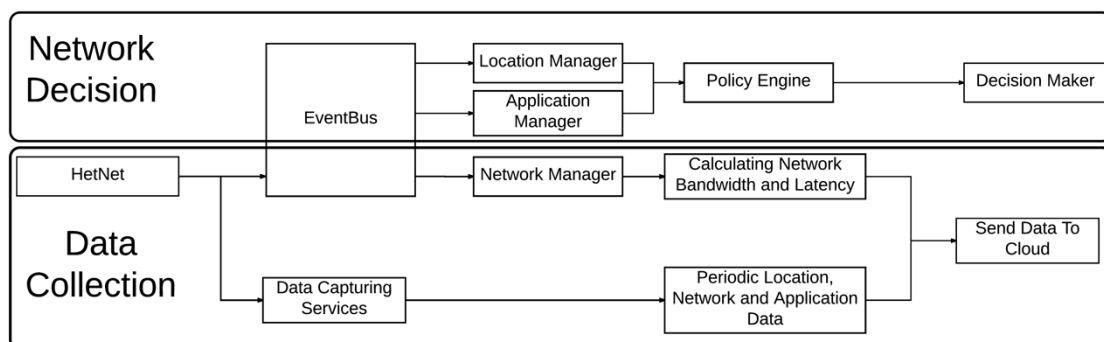 Network
Decision
EventBus
Location Manager
Application
Manager
Policy Engine
Decision Maker
HetNet
Network Manager
Calculating Network
Bandwidth and Latency
Data
Collection
Data Capturing
Services
Periodic Location,
Network and Application
Data
Send Data To
Cloud